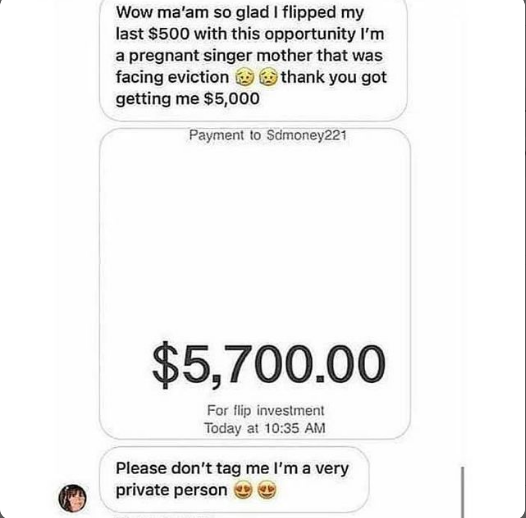 Wow ma'am so glad I flipped my
last $500 with this opportunity I'm
a pregnant singer mother that was
facing eviction 😥😥 thank you got
getting me $5,000
Payment to $dmoney221
$5,700.00
For flip investment
Today at 10:35 AM
Please don't tag me I'm a very
private person 😍😍